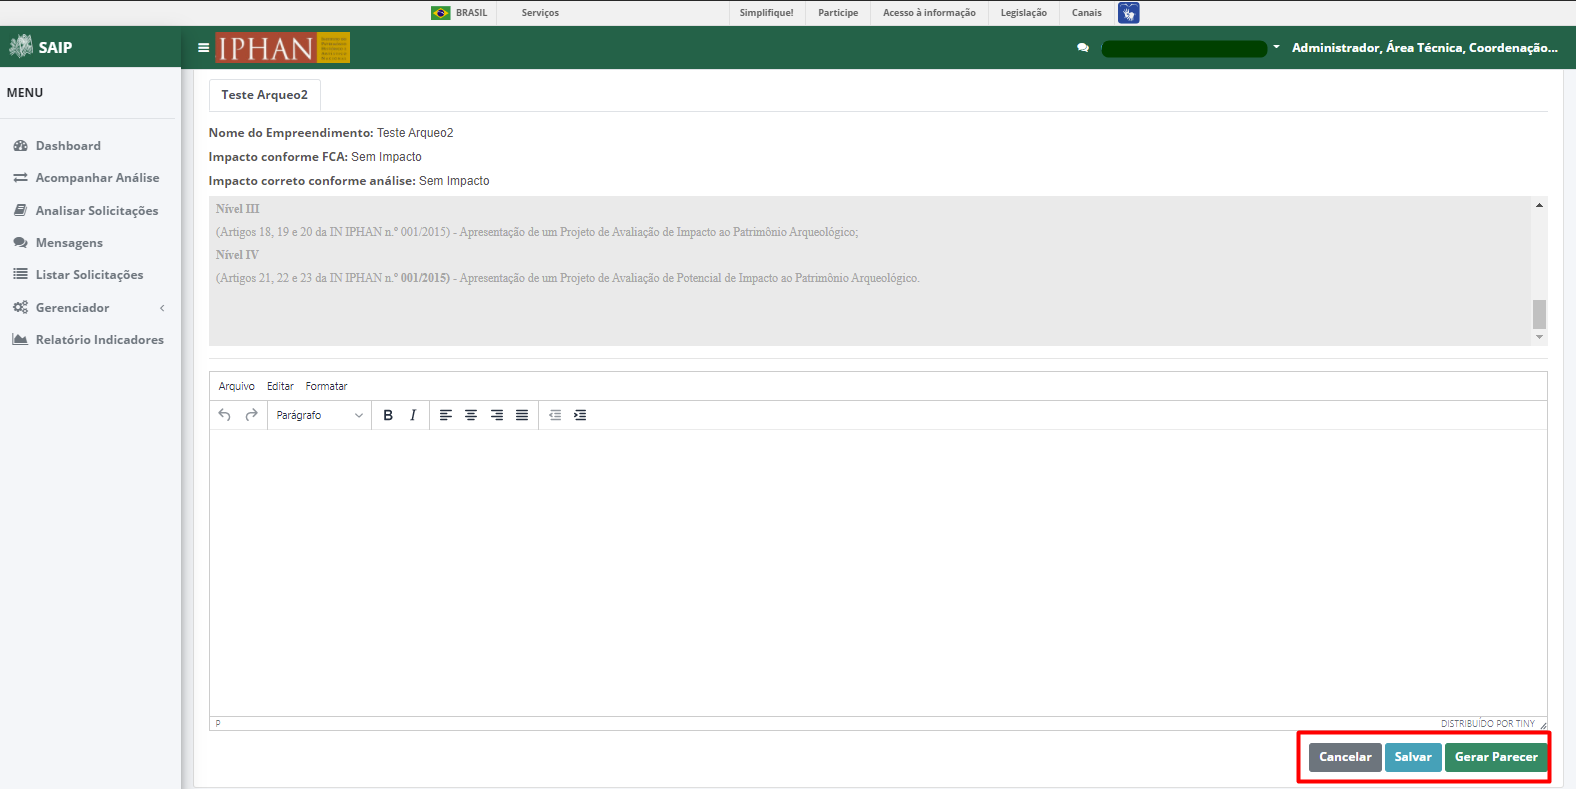 BRASIL Serviços Simplifique! Participe Acesso à informação Legislação Canais
SAIP
IPHAN
Administrador, Área Técnica, Coordenação...
MENU
Dashboard
Acompanhar Análise
Analisar Solicitações
Mensagens
Listar Solicitações
Gerenciador
Relatório Indicadores
Teste Arqueo2
Nome do Empreendimento: Teste Arqueo2
Impacto conforme FCA: Sem Impacto
Impacto correto conforme análise: Sem Impacto
Nível III
(Artigos 18, 19 e 20 da IN IPHAN n.º 001/2015) - Apresentação de um Projeto de Avaliação de Impacto ao Patrimônio Arqueológico;
Nível IV
(Artigos 21, 22 e 23 da IN IPHAN n.º 001/2015) - Apresentação de um Projeto de Avaliação de Potencial de Impacto ao Patrimônio Arqueológico.
Arquivo Editar Formatar
Parágrafo B I
P
DISTRIBUÍDO POR TINY
Cancelar Salvar Gerar Parecer